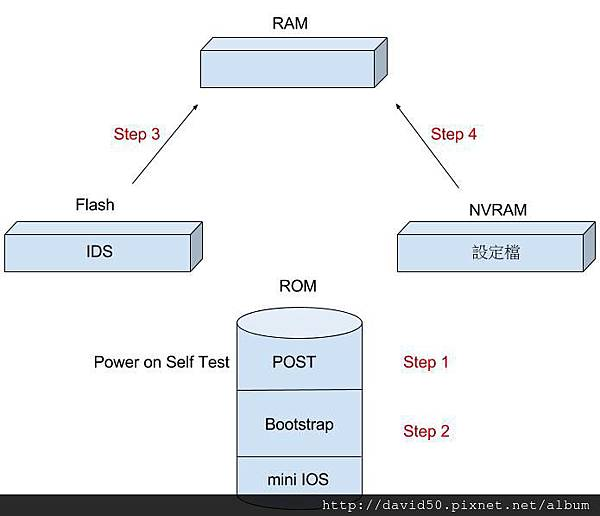 RAM
Step 3
Step 4
Flash
NVRAM
IDS
設定檔
ROM
Power on Self Test
POST
Step 1
Bootstrap
Step 2
mini IOS
http://david50.pixnet.net/album